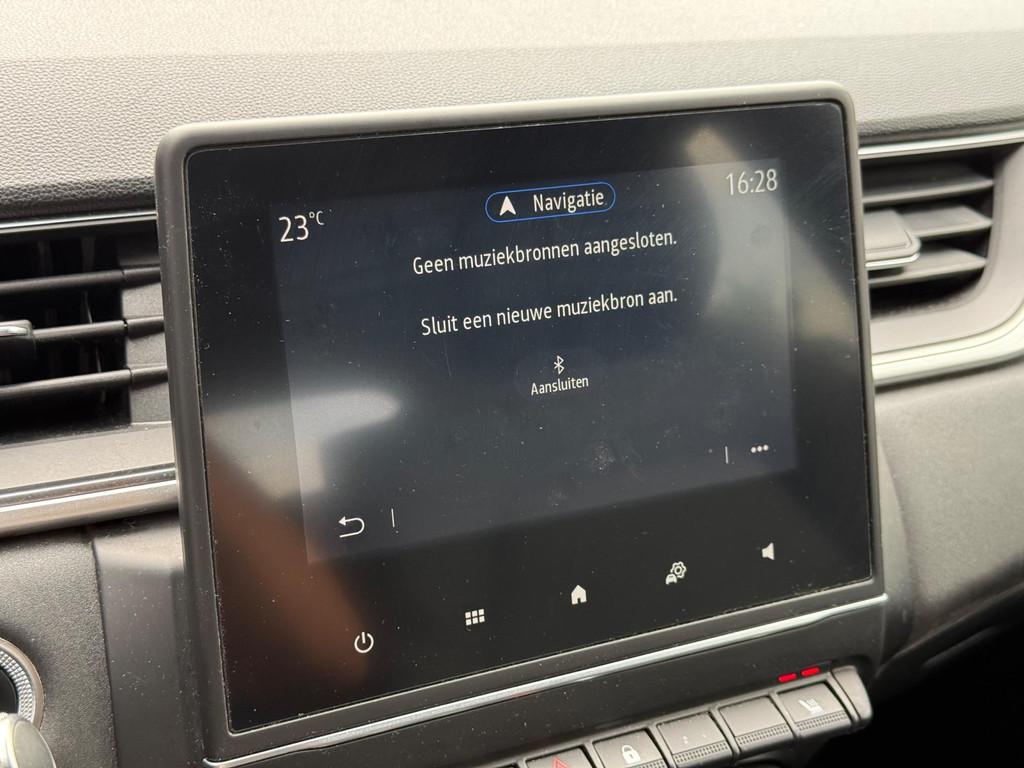 23°C
Navigatie
16:28
Geen muziekbronnen aangesloten.
Sluit een nieuwe muziekbron aan.
Aansluiten